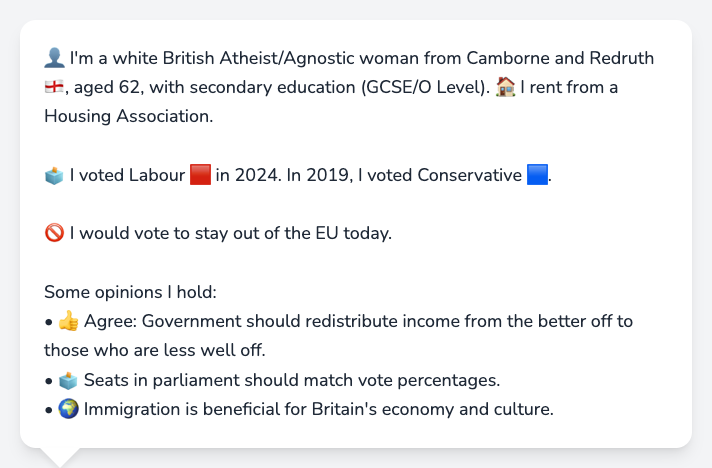 👤 I'm a white British Atheist/Agnostic woman from Camborne and Redruth
🏴󠁧󠁢󠁥󠁮󠁧󠁿, aged 62, with secondary education (GCSE/O Level). 🏠 I rent from a
Housing Association.
🗳️ I voted Labour 🟥 in 2024. In 2019, I voted Conservative 🟦.
🚫 I would vote to stay out of the EU today.
Some opinions I hold:
• 👍 Agree: Government should redistribute income from the better off to
those who are less well off.
• 🗳️ Seats in parliament should match vote percentages.
• 🌍 Immigration is beneficial for Britain's economy and culture.